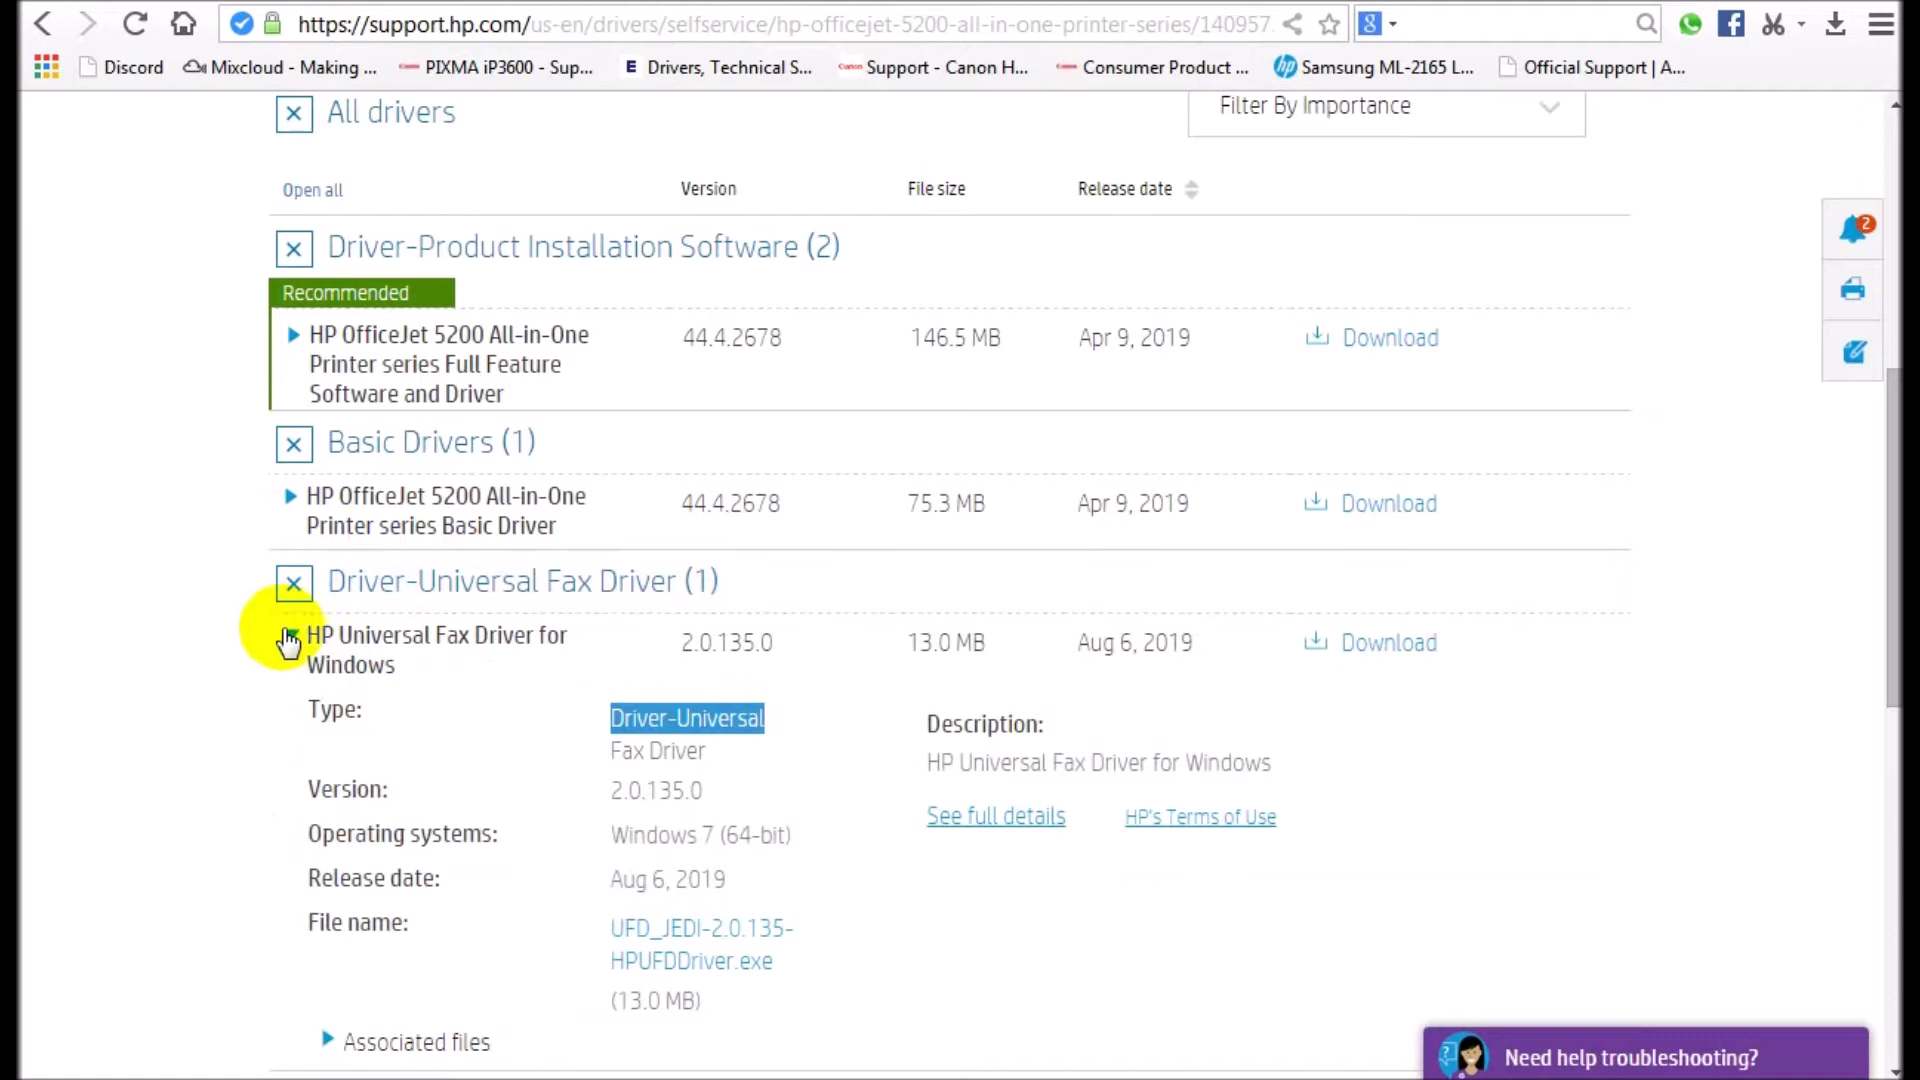 https://support.hp.com/us-en/drivers/selfservice/hp-officejet-5200-all-in-one-printer-series/140957.
8
Discord
Mixcloud - Making ...
PIXMA iP3600 - Sup...
E Drivers, Technical S...
Canon Support - Canon H...
Consumer Product ...
hp Samsung ML-2165 L...
Official Support | A...
All drivers
Filter By Importance
Open all Version File size Release date
Driver-Product Installation Software (2)
2
Recommended
HP OfficeJet 5200 All-in-One 44.4.2678 146.5 MB Apr 9, 2019 Download
Printer series Full Feature
Software and Driver
Basic Drivers (1)
HP OfficeJet 5200 All-in-One 44.4.2678 75.3 MB Apr 9, 2019 Download
Printer series Basic Driver
Driver-Universal Fax Driver (1)
HP Universal Fax Driver for 2.0.135.0 13.0 MB Aug 6, 2019 Download
Windows
Type: Driver-Universal Description:
Fax Driver HP Universal Fax Driver for Windows
Version: 2.0.135.0
See full details HP's Terms of Use
Operating systems: Windows 7 (64-bit)
Release date: Aug 6, 2019
File name: UFD_JEDI-2.0.135-
HPUFDDriver.exe
(13.0 MB)
Associated files
Need help troubleshooting?